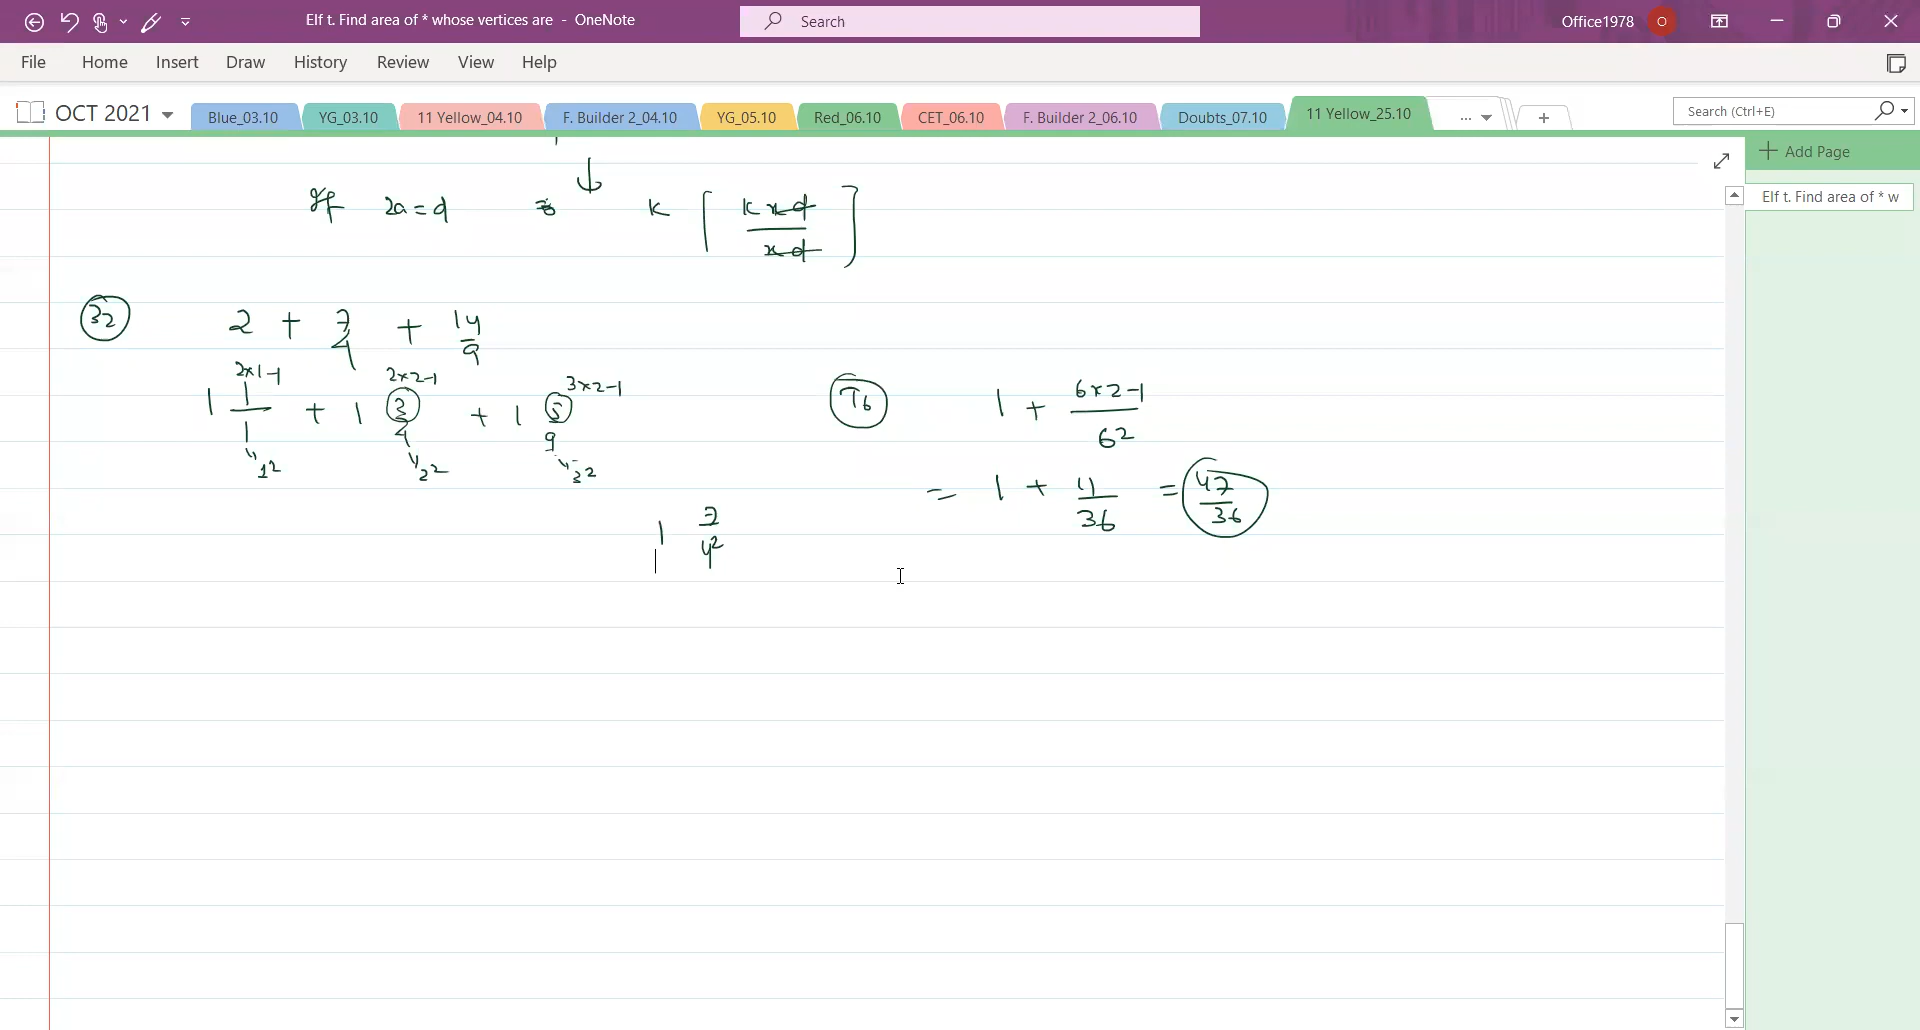 Elf t. Find area of * whose vertices are - OneNote
Search
Office1978
O
File Home Insert Draw History Review View Help
OCT 2021
Blue_03.10 YG_03.10 11 Yellow_04.10 F. Builder 2_04.10 YG_05.10 Red_06.10 CET_06.10 F. Builder 2_06.10 Doubts_07.10 11 Yellow_25.10 ... +
Search (Ctrl+E)
+ Add Page
Elf t. Find area of * w
If 2a = d = K [ K x d / x d ]
32
2 + 7/4 + 14/9
2×1-1 2×2-1 3×2-1
1 1/1 + 1 3/4 + 1 5/9
1² 2² 3²
T6 1 + 6×2-1 / 6²
= 1 + 11/36 = 47/36
1 7/4²